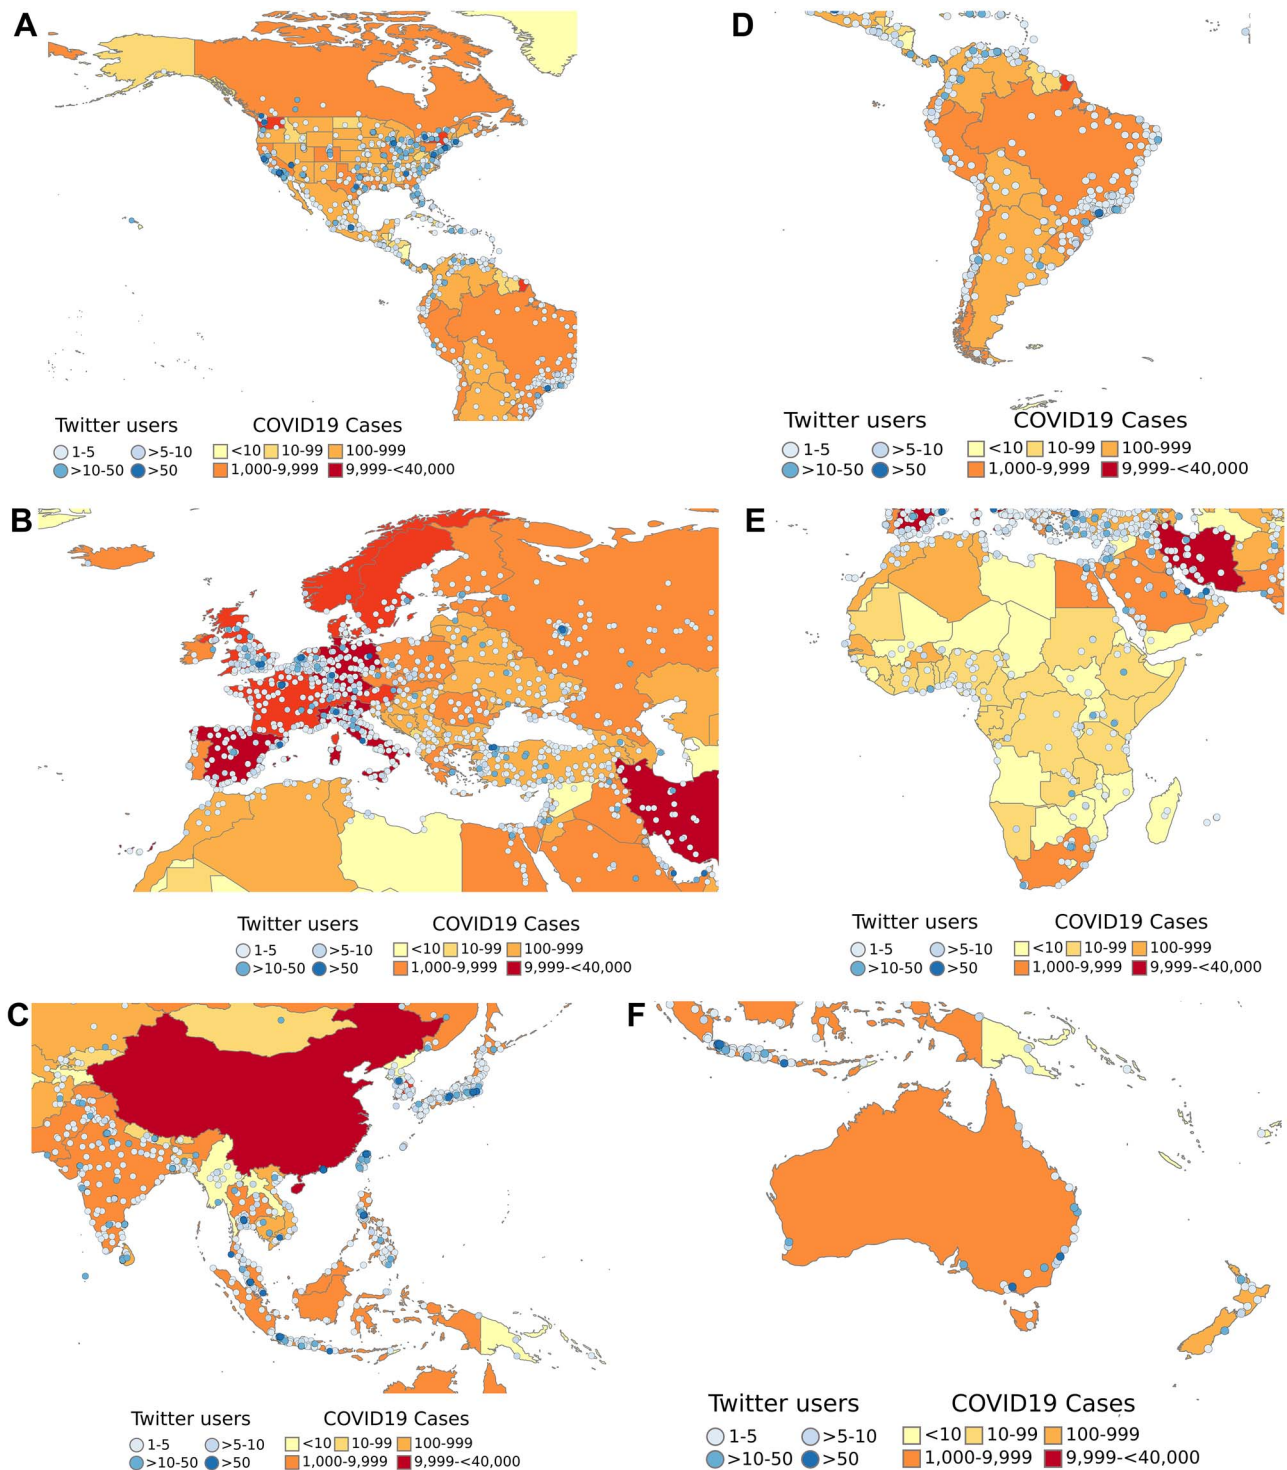 A
Twitter users COVID19 Cases
1-5 >5-10 <10 10-99 100-999
>10-50 >50 1,000-9,999 9,999-<40,000
D
Twitter users COVID19 Cases
1-5 >5-10 <10 10-99 100-999
>10-50 >50 1,000-9,999 9,999-<40,000
B
Twitter users COVID19 Cases
1-5 >5-10 <10 10-99 100-999
>10-50 >50 1,000-9,999 9,999-<40,000
E
Twitter users COVID19 Cases
1-5 >5-10 <10 10-99 100-999
>10-50 >50 1,000-9,999 9,999-<40,000
C
Twitter users COVID19 Cases
1-5 >5-10 <10 10-99 100-999
>10-50 >50 1,000-9,999 9,999-<40,000
F
Twitter users COVID19 Cases
1-5 >5-10 <10 10-99 100-999
>10-50 >50 1,000-9,999 9,999-<40,000